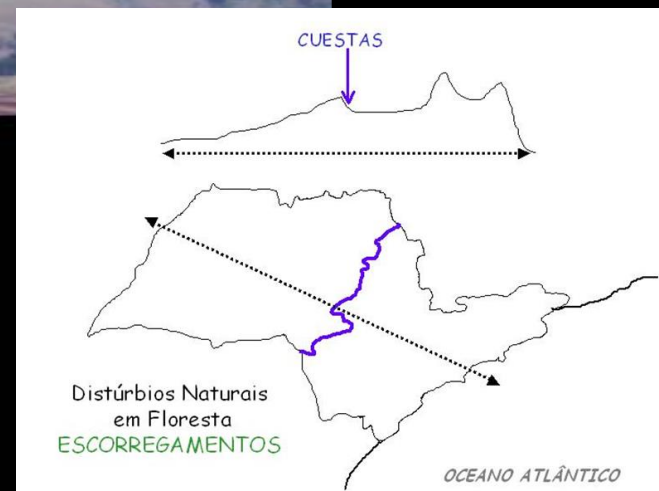 CUESTAS
Distúrbios Naturais
em Floresta
ESCORREGAMENTOS
OCEANO ATLÂNTICO